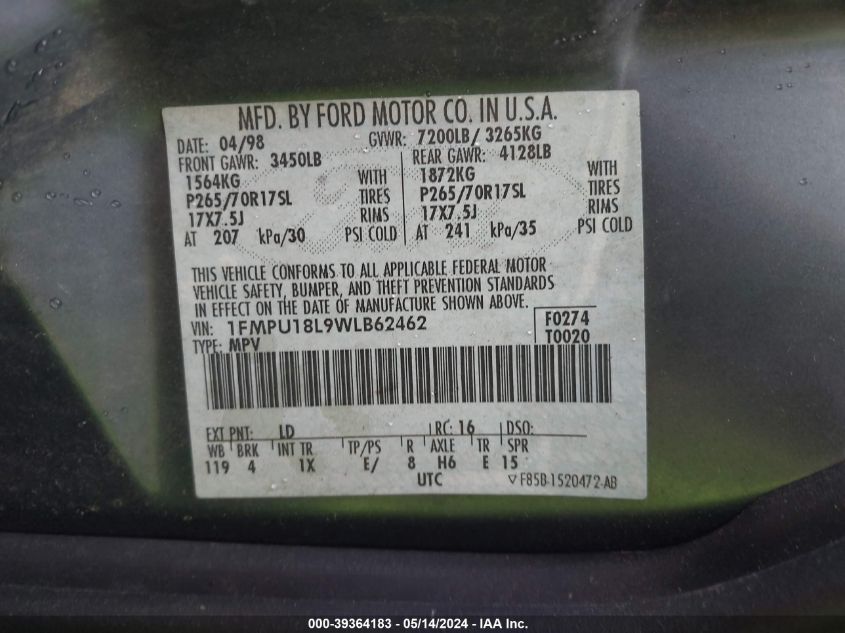 MFD. BY FORD MOTOR CO. IN U.S.A.
DATE: 04/98 GVWR: 7200LB/ 3265KG
FRONT GAWR: 3450LB REAR GAWR: 4128LB
1564KG WITH 1872KG WITH
P265/70R17SL TIRES P265/70R17SL TIRES
17X7.5J RIMS 17X7.5J RIMS
AT 207 kPa/30 PSI COLD AT 241 kPa/35 PSI COLD
THIS VEHICLE CONFORMS TO ALL APPLICABLE FEDERAL MOTOR
VEHICLE SAFETY, BUMPER, AND THEFT PREVENTION STANDARDS
IN EFFECT ON THE DATE OF MANUFACTURE SHOWN ABOVE.
VIN: 1FMPU18L9WLB62462 F0274
TYPE: MPV T0020
EXT PNT: LD RC: 16 DSO:
WB BRK INT TR TP/PS R AXLE TR SPR
119 4 1X E/ 8 H6 E 15
UTC ▽ F85B-1520472-AB
000-39364183 - 05/14/2024 - IAA Inc.